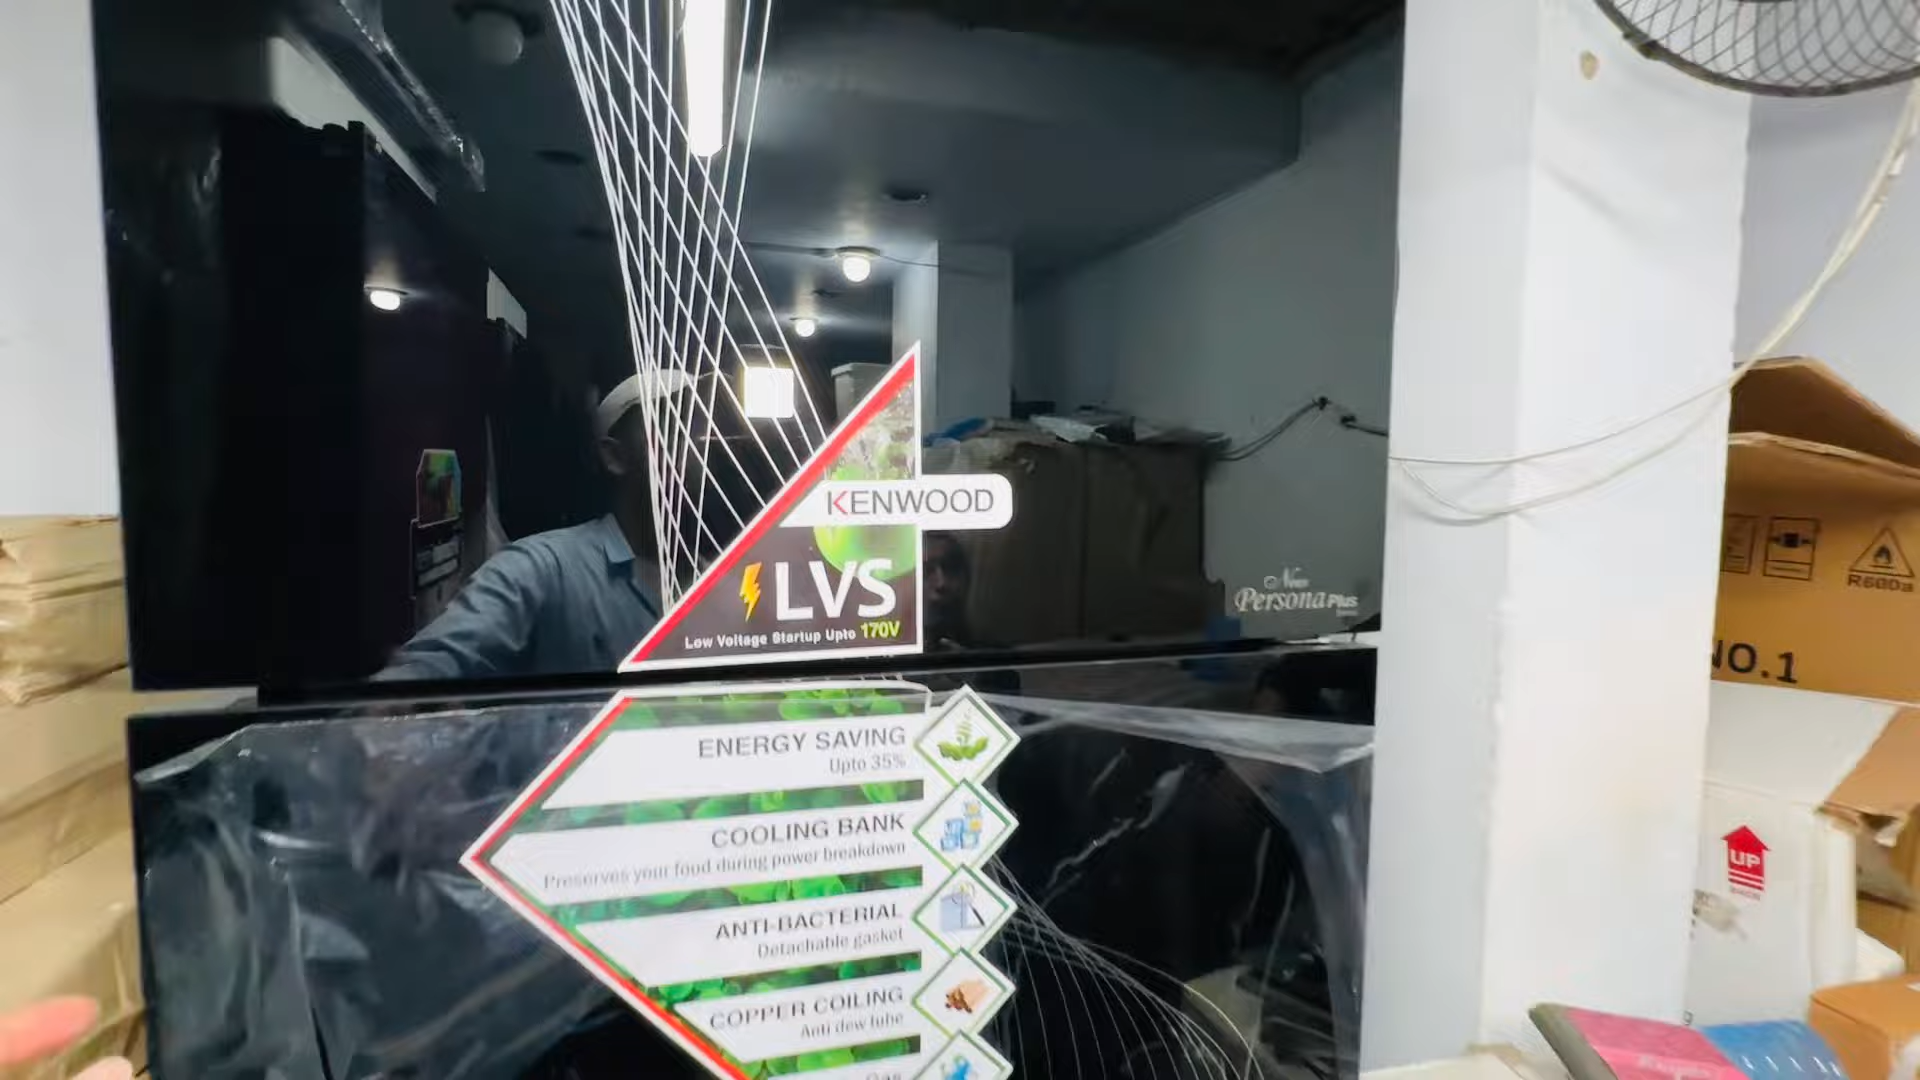 KENWOOD
LVS
Low Voltage Startup Upto 170V
New
Persona Plus
ENERGY SAVING
Upto 35%
COOLING BANK
Preserves your food during power breakdown
ANTI-BACTERIAL
Detachable gasket
COPPER COILING
Anti dew tube
Gas
R600a
NO.1
UP